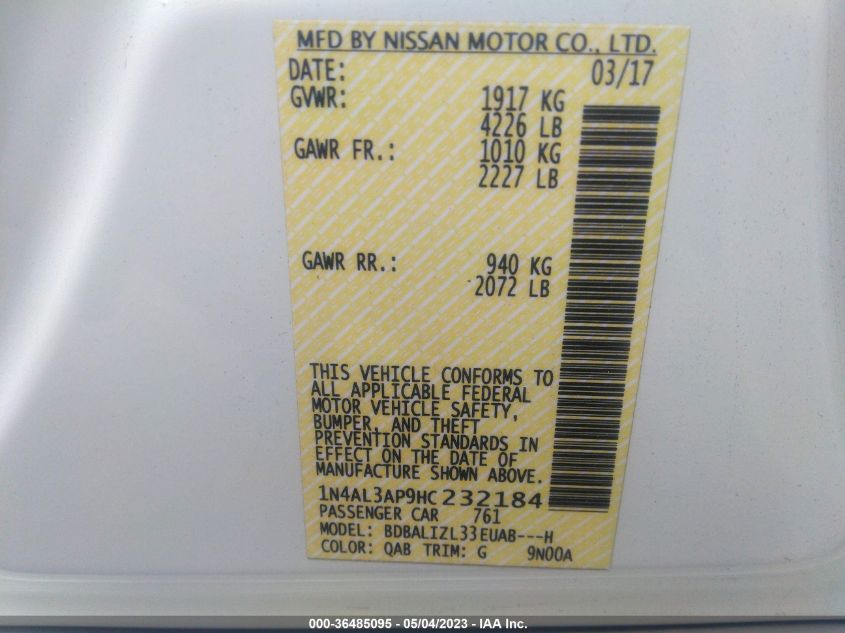 MFD BY NISSAN MOTOR CO., LTD.
DATE: 03/17
GVWR: 1917 KG
4226 LB
GAWR FR.: 1010 KG
2227 LB
GAWR RR.: 940 KG
2072 LB
THIS VEHICLE CONFORMS TO
ALL APPLICABLE FEDERAL
MOTOR VEHICLE SAFETY,
BUMPER, AND THEFT
PREVENTION STANDARDS IN
EFFECT ON THE DATE OF
MANUFACTURE SHOWN ABOVE.
1N4AL3AP9HC232184
PASSENGER CAR 761
MODEL: BDBALIZL33EUAB---H
COLOR: QAB TRIM: G 9N00A
000-36485095 - 05/04/2023 - IAA Inc.